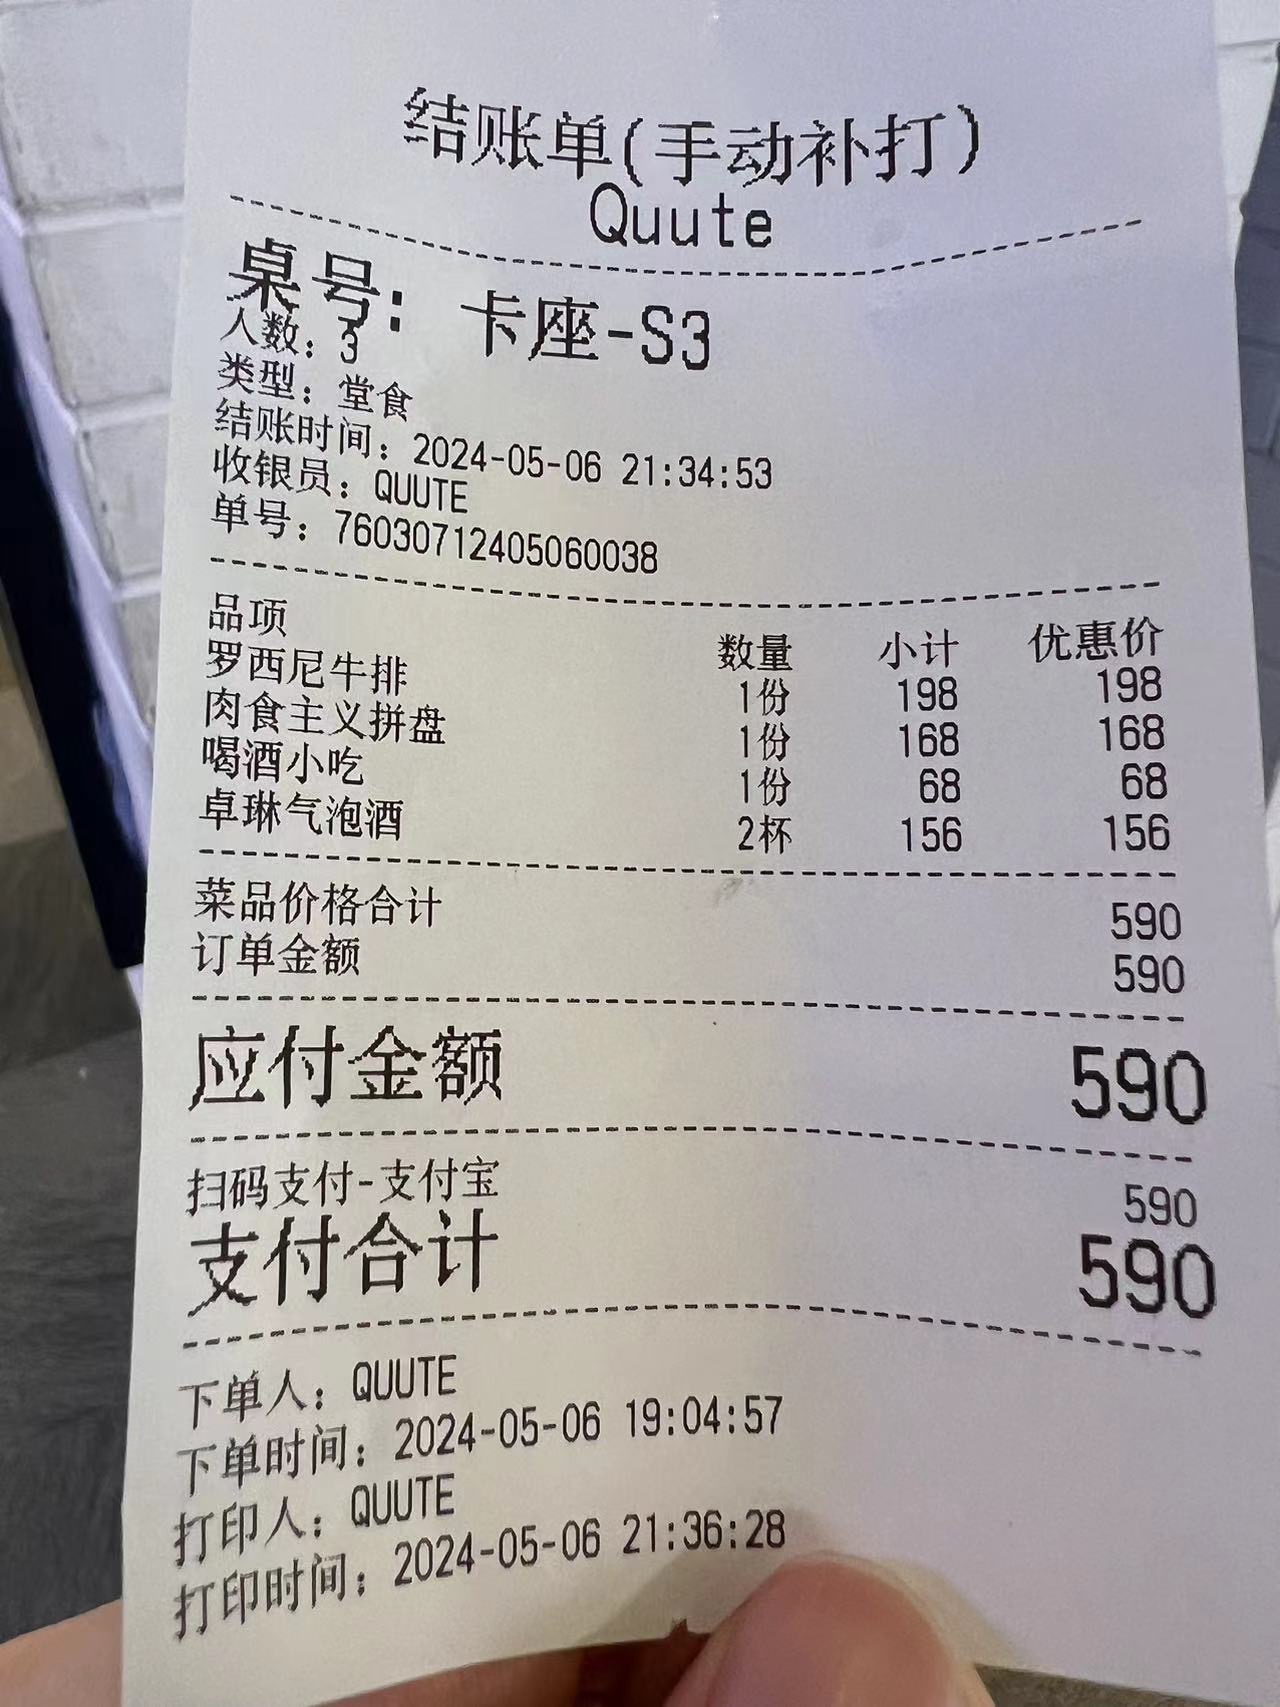 结账单(手动补打)
Quute
桌号: 卡座-S3
人数: 3
类型: 堂食
结账时间: 2024-05-06 21:34:53
收银员: QUUTE
单号: 76030712405060038
品项 数量 小计 优惠价
罗西尼牛排 1份 198 198
肉食主义拼盘 1份 168 168
喝酒小吃 1份 68 68
卓琳气泡酒 2杯 156 156
菜品价格合计 590
订单金额 590
应付金额 590
扫码支付-支付宝 590
支付合计 590
下单人: QUUTE
下单时间: 2024-05-06 19:04:57
打印人: QUUTE
打印时间: 2024-05-06 21:36:28